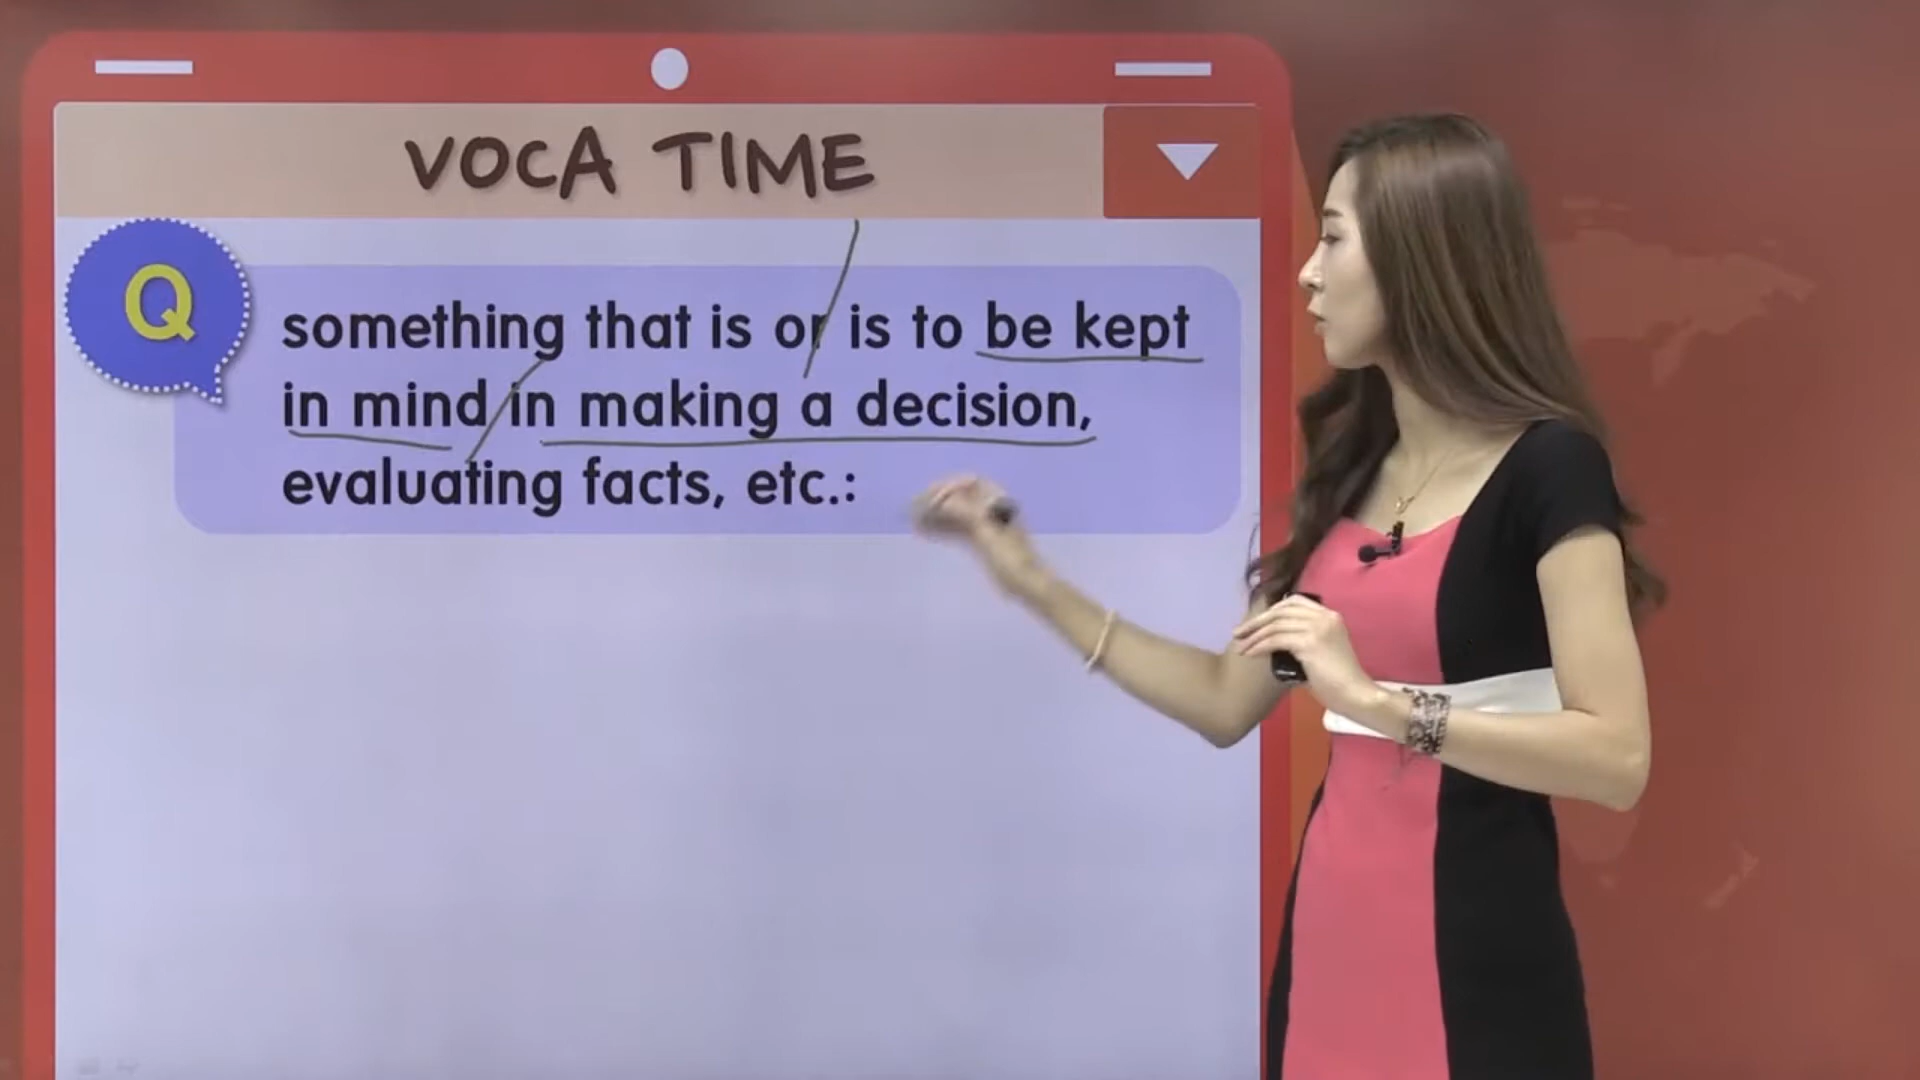 VOCA TIME
Q
something that is or is to be kept
in mind in making a decision,
evaluating facts, etc.: